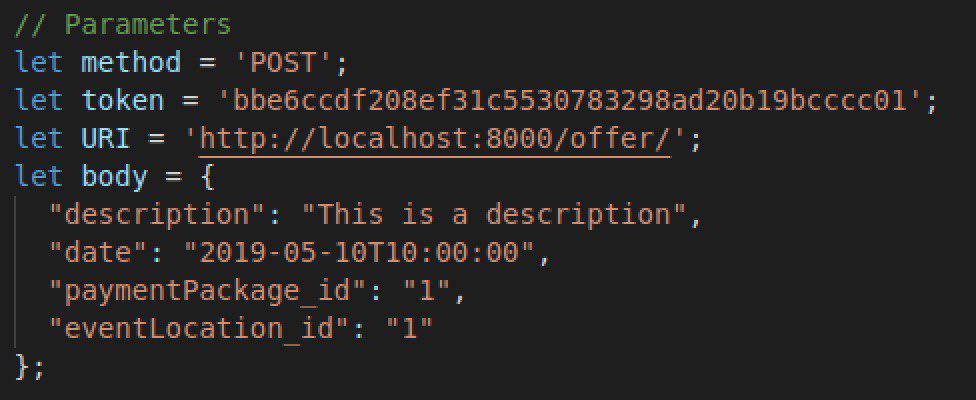 // Parameters
let method = 'POST';
let token = 'bbe6ccdf208ef31c5530783298ad20b19bcccc01';
let URI = 'http://localhost:8000/offer/';
let body = {
  "description": "This is a description",
  "date": "2019-05-10T10:00:00",
  "paymentPackage_id": "1",
  "eventLocation_id": "1"
};